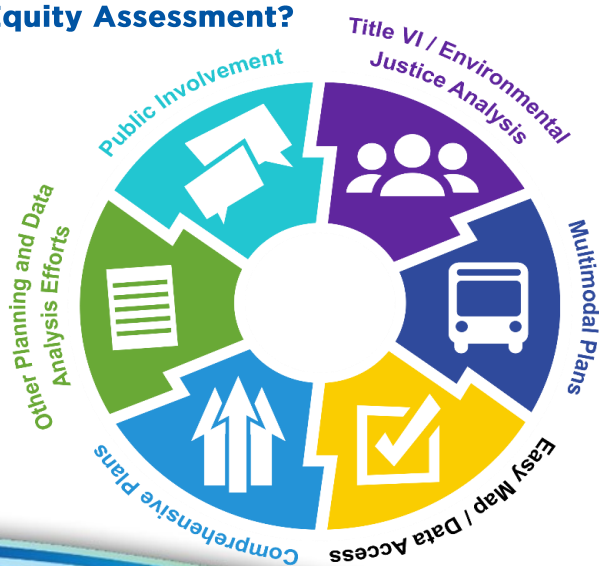 Equity Assessment?
Title VI / Environmental
Justice Analysis
Multimodal Plans
Easy Map / Data Access
Comprehensive Plans
Other Planning and Data
Analysis Efforts
Public Involvement